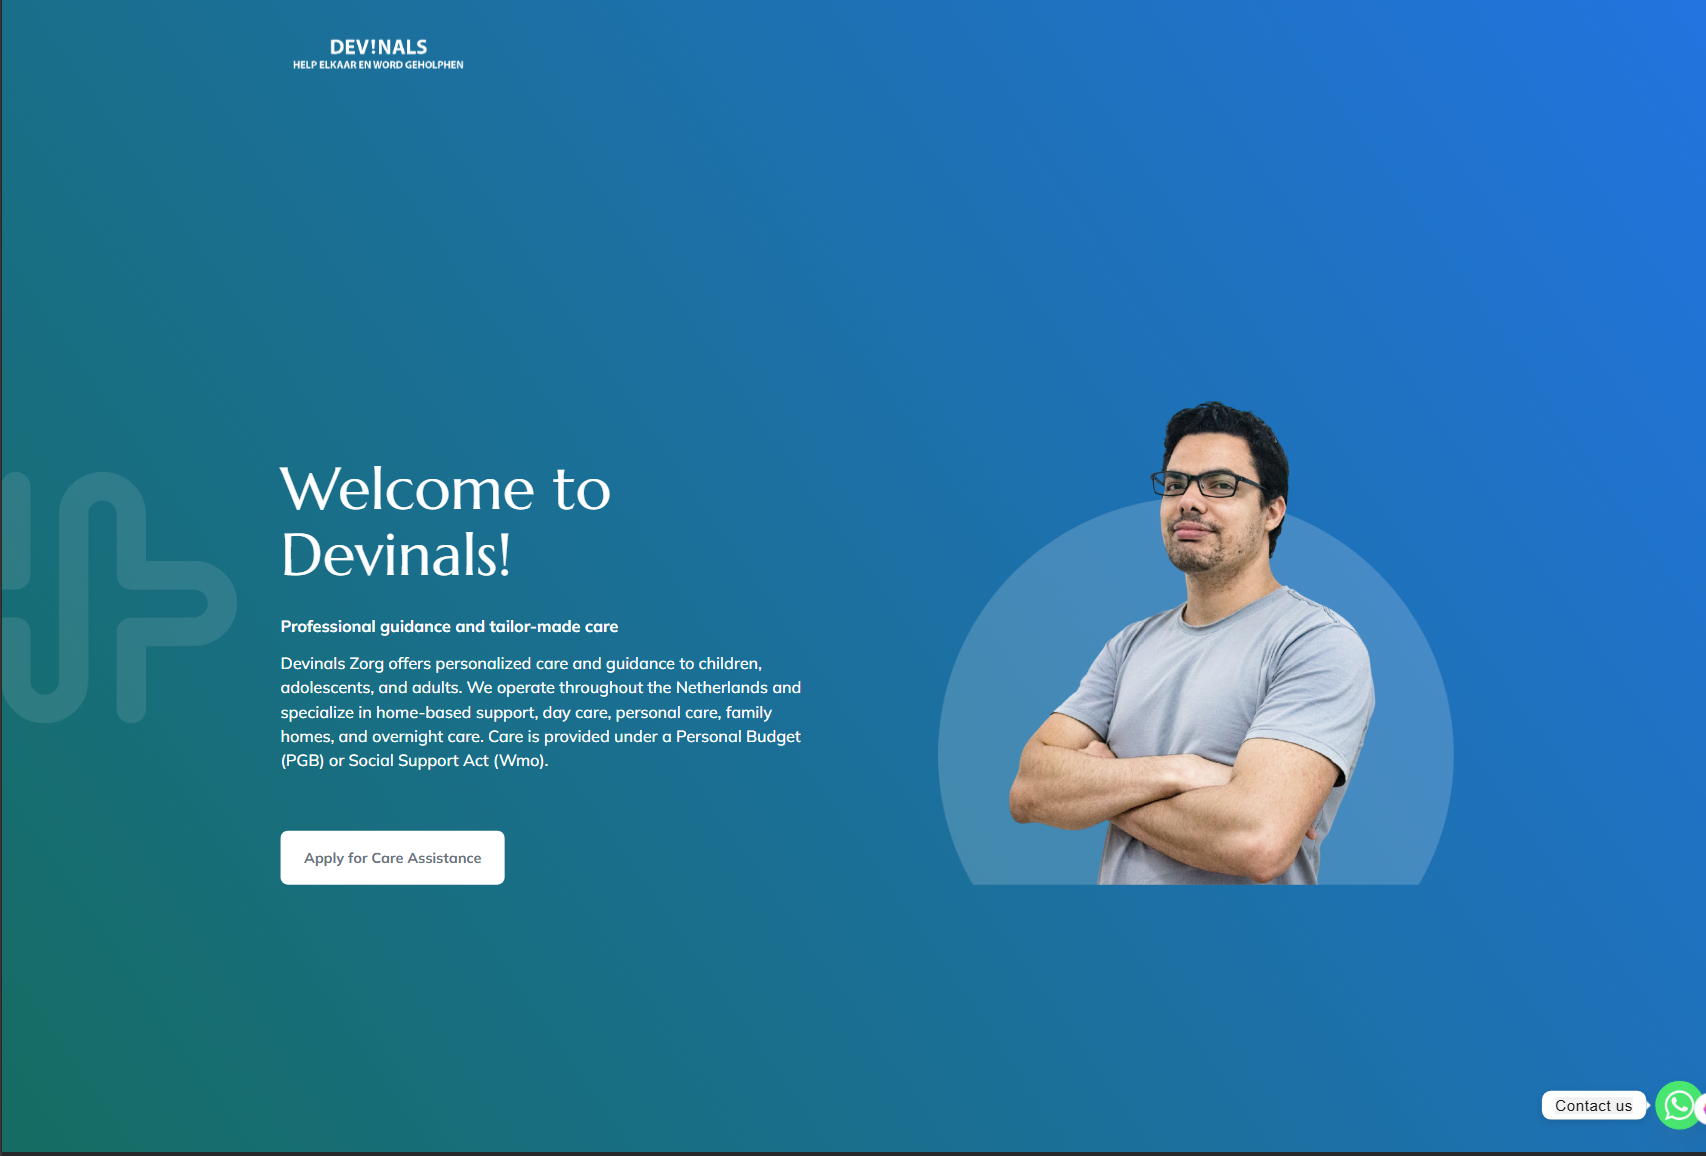 DEV!NALS
HELP ELKAAR EN WORD GEHOLPHEN
Welcome to
Devinals!
Professional guidance and tailor-made care
Devinals Zorg offers personalized care and guidance to children,
adolescents, and adults. We operate throughout the Netherlands and
specialize in home-based support, day care, personal care, family
homes, and overnight care. Care is provided under a Personal Budget
(PGB) or Social Support Act (Wmo).
Apply for Care Assistance
Contact us